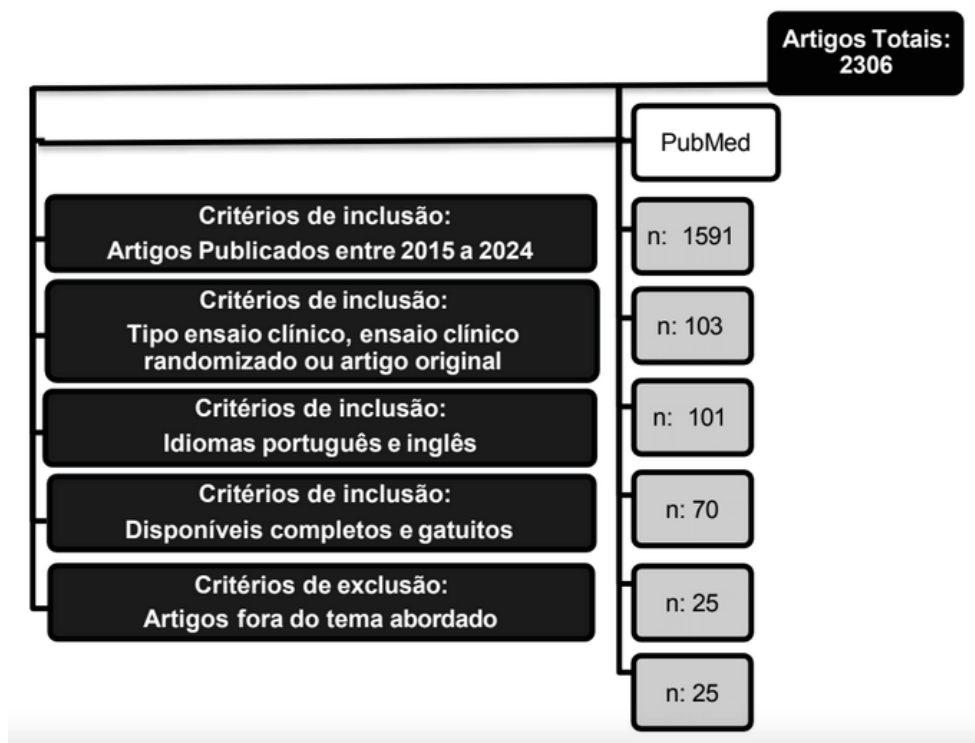 Artigos Totais:
2306
PubMed
Critérios de inclusão:
Artigos Publicados entre 2015 a 2024
n: 1591
Critérios de inclusão:
Tipo ensaio clínico, ensaio clínico
randomizado ou artigo original
n: 103
Critérios de inclusão:
Idiomas português e inglês
n: 101
Critérios de inclusão:
Disponíveis completos e gatuitos
n: 70
Critérios de exclusão:
Artigos fora do tema abordado
n: 25
n: 25